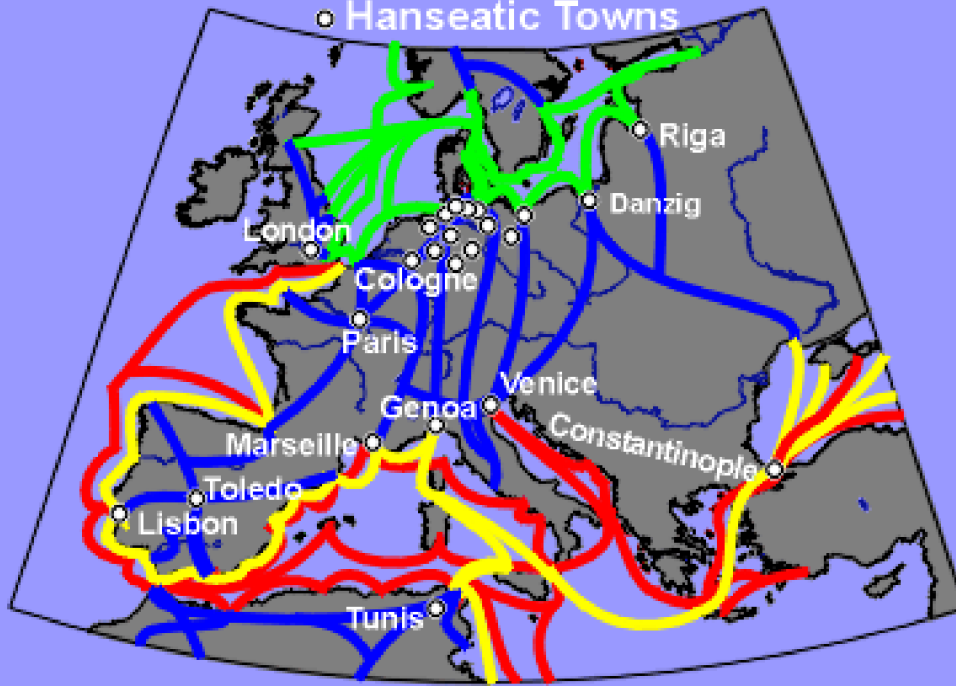 Hanseatic Towns
Riga
Danzig
London
Cologne
Paris
Venice
Genoa
Constantinople
Marseille
Toledo
Lisbon
Tunis